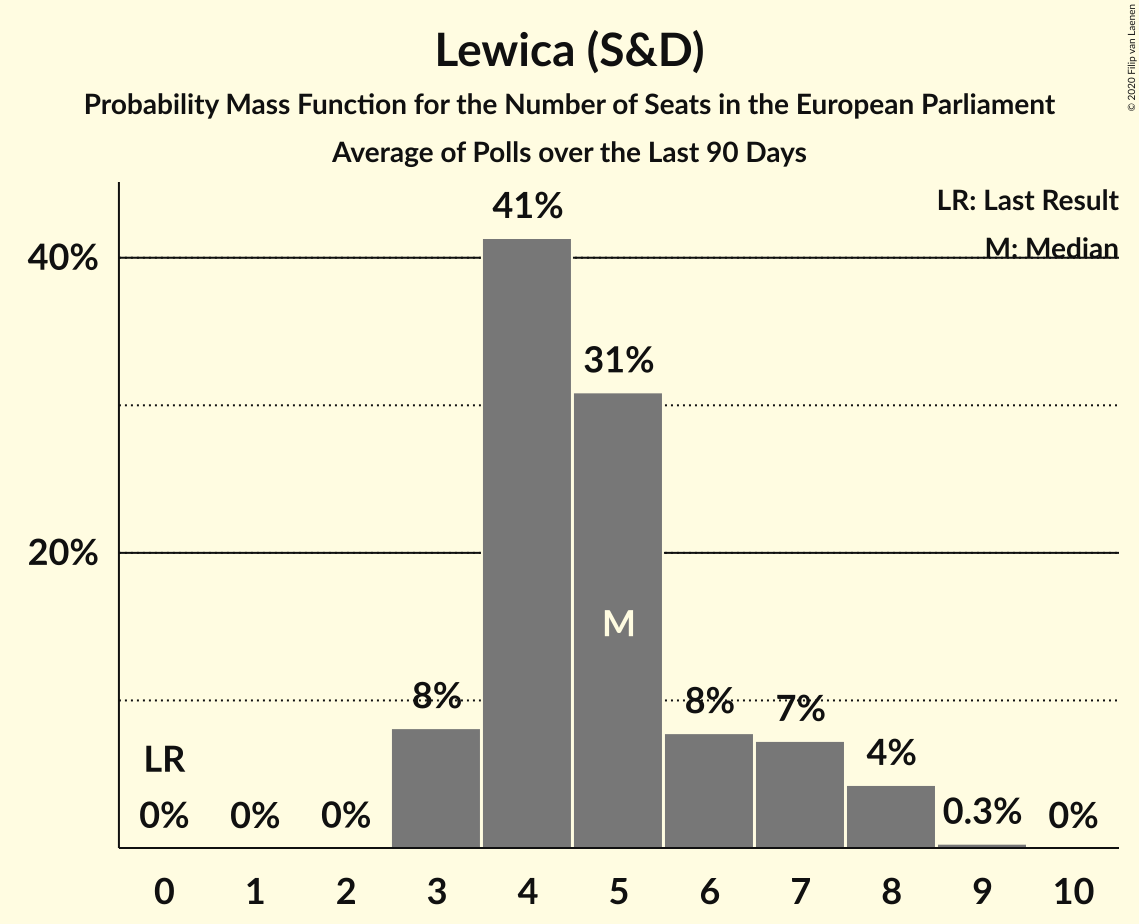 Lewica (S&D)
Probability Mass Function for the Number of Seats in the European Parliament
Average of Polls over the Last 90 Days
© 2020 Filip van Laenen
LR: Last Result
M: Median
40%
20%
41%
31%
M
8%
8%
7%
4%
LR
0%
0%
0%
0.3%
0%
0 1 2 3 4 5 6 7 8 9 10